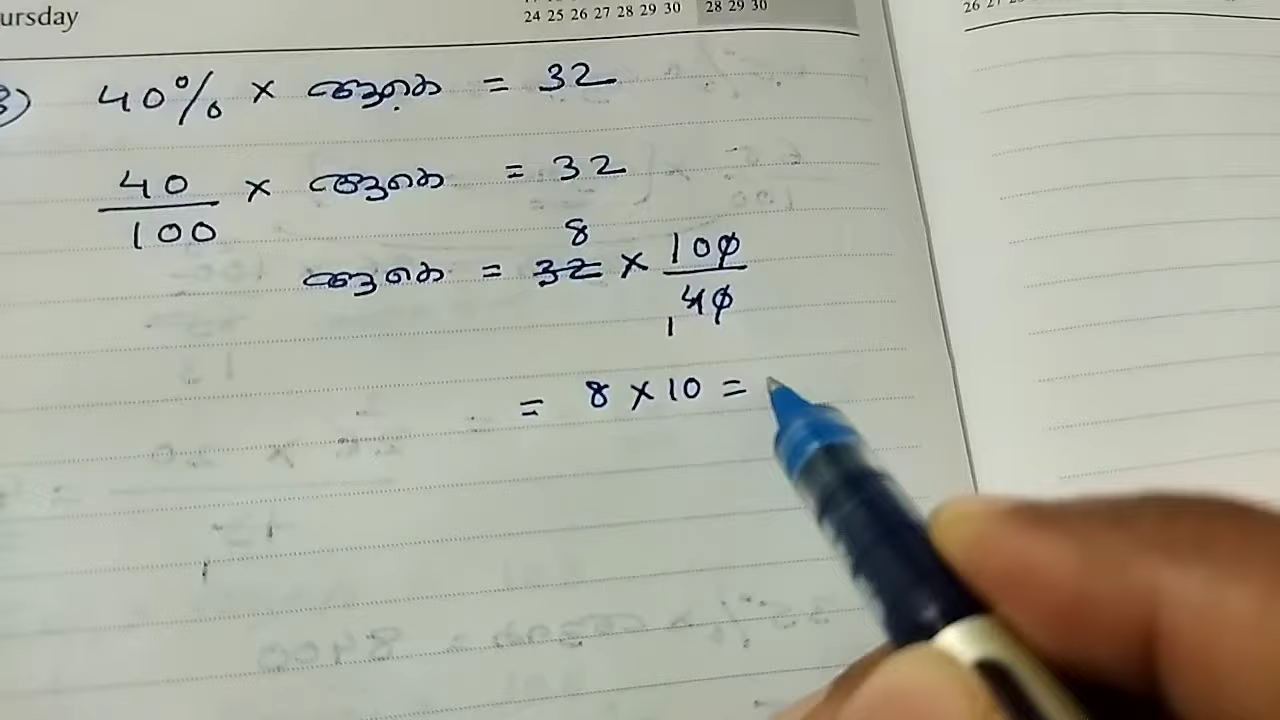 ursday
24 25 26 27 28 29 30
28 29 30
3) 40% × ആകെ = 32
40/100 × ആകെ = 32
8
ആകെ = 32 × 100/40
1
= 8 × 10 =